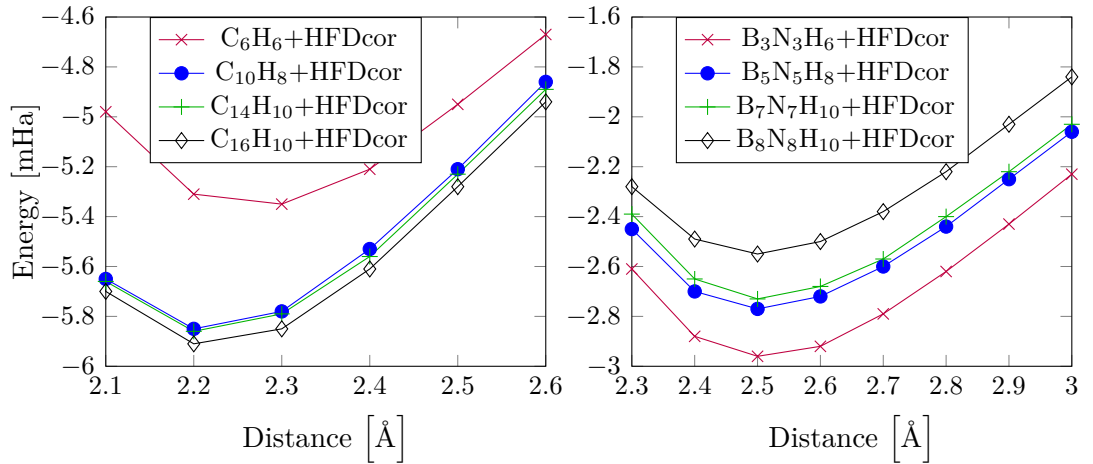 −4.6
−4.8
−5
−5.2
−5.4
−5.6
−5.8
−6
Energy [mHa]
C₆H₆+HFDcor
C₁₀H₈+HFDcor
C₁₄H₁₀+HFDcor
C₁₆H₁₀+HFDcor
2.1 2.2 2.3 2.4 2.5 2.6
Distance [Å]
−1.6
−1.8
−2
−2.2
−2.4
−2.6
−2.8
−3
B₃N₃H₆+HFDcor
B₅N₅H₈+HFDcor
B₇N₇H₁₀+HFDcor
B₈N₈H₁₀+HFDcor
2.3 2.4 2.5 2.6 2.7 2.8 2.9 3
Distance [Å]